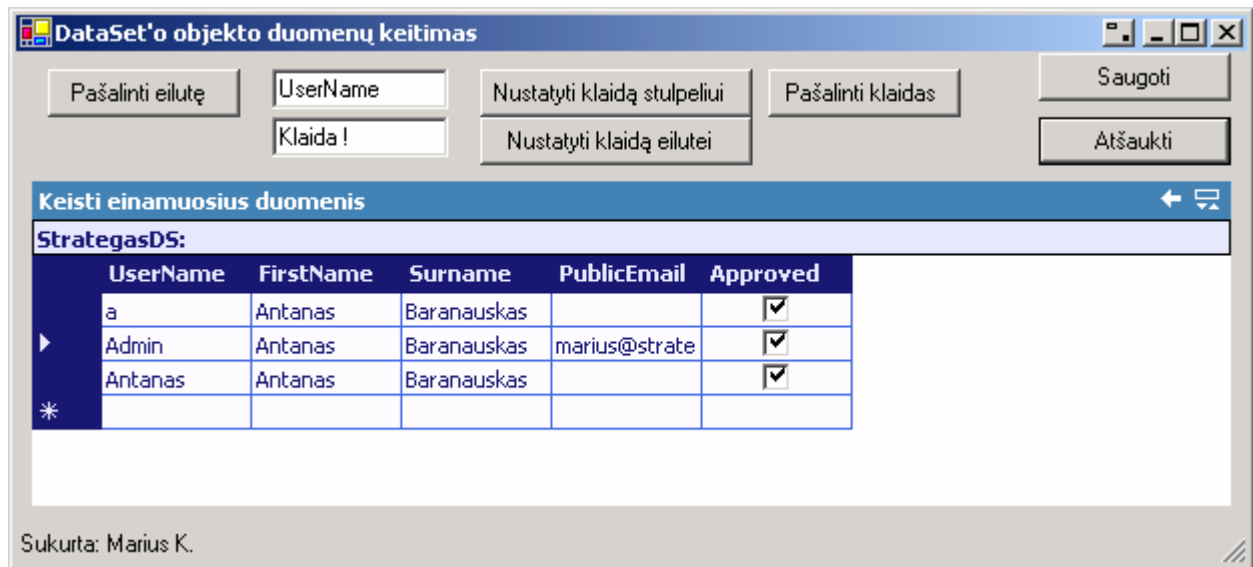 DataSet'o objekto duomenų keitimas
Pašalinti eilutę UserName Nustatyti klaidą stulpeliui Pašalinti klaidas Saugoti
Klaida ! Nustatyti klaidą eilutei Atšaukti
Keisti einamuosius duomenis
StrategasDS:
UserName FirstName Surname PublicEmail Approved
a Antanas Baranauskas
Admin Antanas Baranauskas marius@strate
Antanas Antanas Baranauskas
Sukurta: Marius K.